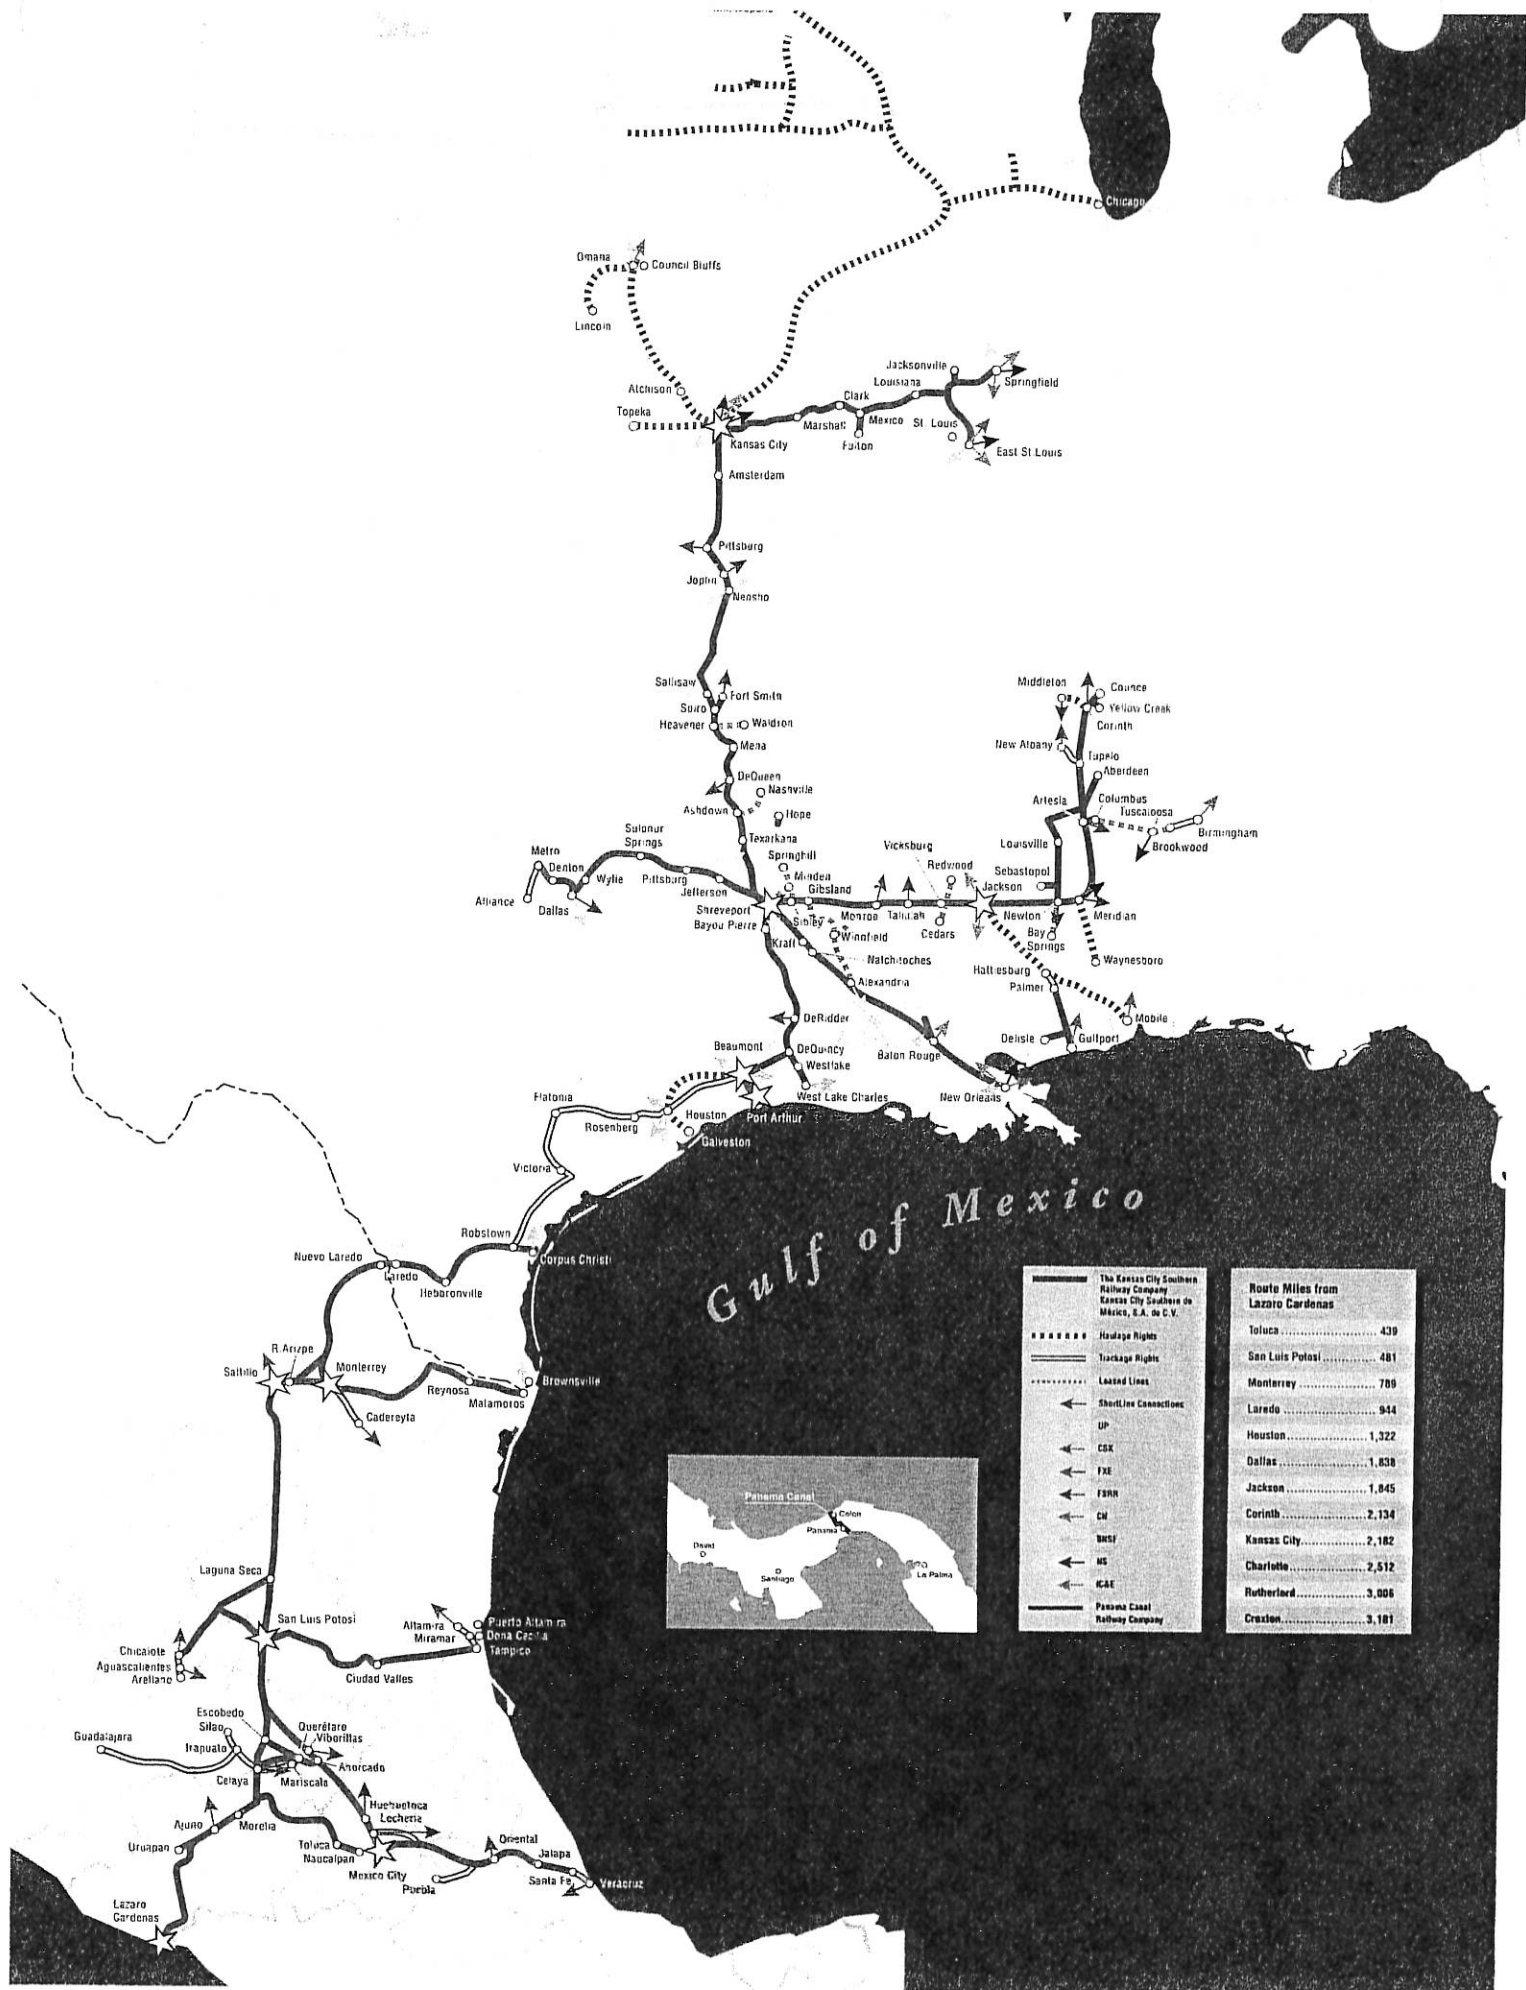 Chicago
Omaha
Council Bluffs
Lincoln
Jacksonville
Louisiana
Springfield
Atchison
Clark
Topeka
Marshall
Mexico
St. Louis
Kansas City
Fulton
East St. Louis
Amsterdam
Pittsburg
Joplin
Neosho
Sallisaw
Fort Smith
Spiro
Heavener
Waldron
Mena
DeQueen
Nashville
Ashdown
Hope
Texarkana
Middleton
Counce
Yellow Creek
Corinth
New Albany
Tupelo
Aberdeen
Artesia
Columbus
Tuscaloosa
Birmingham
Brookwood
Louisville
Sebastopol
Sulphur
Springs
Metro
Denton
Wylie
Pittsburg
Jefferson
Alliance
Dallas
Springhill
Minden
Gibsland
Vicksburg
Redwood
Jackson
Shreveport
Bayou Pierre
Sibley
Monroe
Tallulah
Cedars
Newton
Meridian
Bay
Springs
Kraft
Winnfield
Natchitoches
Waynesboro
Alexandria
Hattiesburg
Palmer
DeRidder
Mobile
Beaumont
DeQuincy
Baton Rouge
Delisle
Gulfport
Westlake
West Lake Charles
New Orleans
Flatonia
Rosenberg
Houston
Port Arthur
Galveston
Victoria
Gulf of Mexico
Robstown
Nuevo Laredo
Laredo
Corpus Christi
Hebbronville
R. Arizpe
Saltillo
Monterrey
Reynosa
Brownsville
Matamoros
Cadereyta
The Kansas City Southern
Railway Company
Kansas City Southern de
México, S.A. de C.V.
Haulage Rights
Trackage Rights
Leased Lines
ShortLine Connections
UP
CSX
FXE
FSRR
CN
BNSF
NS
IC&E
Panama Canal
Railway Company
Route Miles from
Lazaro Cardenas
Toluca 439
San Luis Potosi 481
Monterrey 789
Laredo 944
Houston 1,322
Dallas 1,838
Jackson 1,845
Corinth 2,134
Kansas City 2,182
Charlotte 2,512
Rutherford 3,006
Croxton 3,181
Panama Canal
Colon
Panama
David
Santiago
La Palma
Laguna Seca
San Luis Potosi
Altamira
Miramar
Puerto Altamira
Dona Cecilia
Tampico
Chicalote
Aguascalientes
Arellano
Ciudad Valles
Escobedo
Silao
Querétaro
Viborillas
Guadalajara
Irapuato
Ahorcado
Celaya
Mariscala
Huehuetoca
Lecheria
Ajuno
Morelia
Uruapan
Toluca
Naucalpan
Mexico City
Oriental
Jalapa
Puebla
Santa Fe
Veracruz
Lazaro
Cardenas